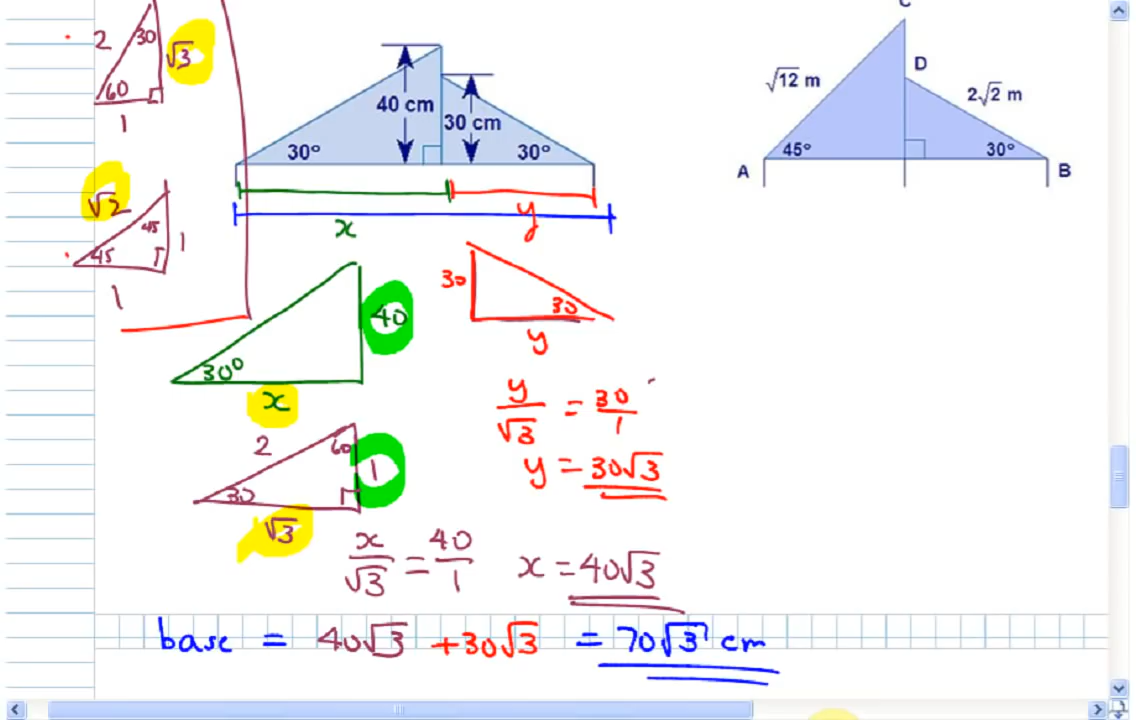 2 30 √3
60
1
√2
45
45 1
1
40 cm
30 cm
30° 30°
x y
C
√12 m
D
2√2 m
45° 30°
A B
40
30°
x
30
30
y
2 60 1
30
√3
y/√3 = 30/1
y = 30√3
x/√3 = 40/1 x = 40√3
base = 40√3 + 30√3 = 70√3 cm